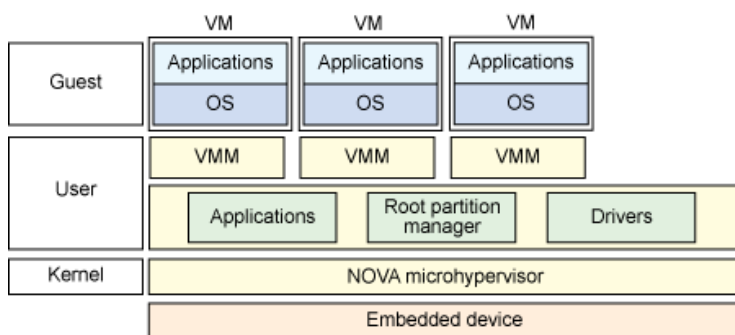 VM VM VM
Guest
Applications Applications Applications
OS OS OS
User
VMM VMM VMM
Applications
Root partition
manager
Drivers
Kernel
NOVA microhypervisor
Embedded device